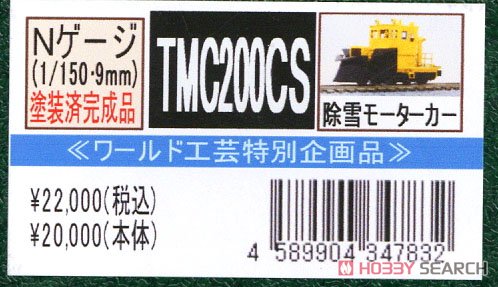 Nゲージ
(1/150・9mm)
塗装済完成品
TMC200CS
除雪モーターカー
≪ワールド工芸特別企画品≫
¥22,000(税込)
¥20,000(本体)
4 589904 347832
HOBBY SEARCH